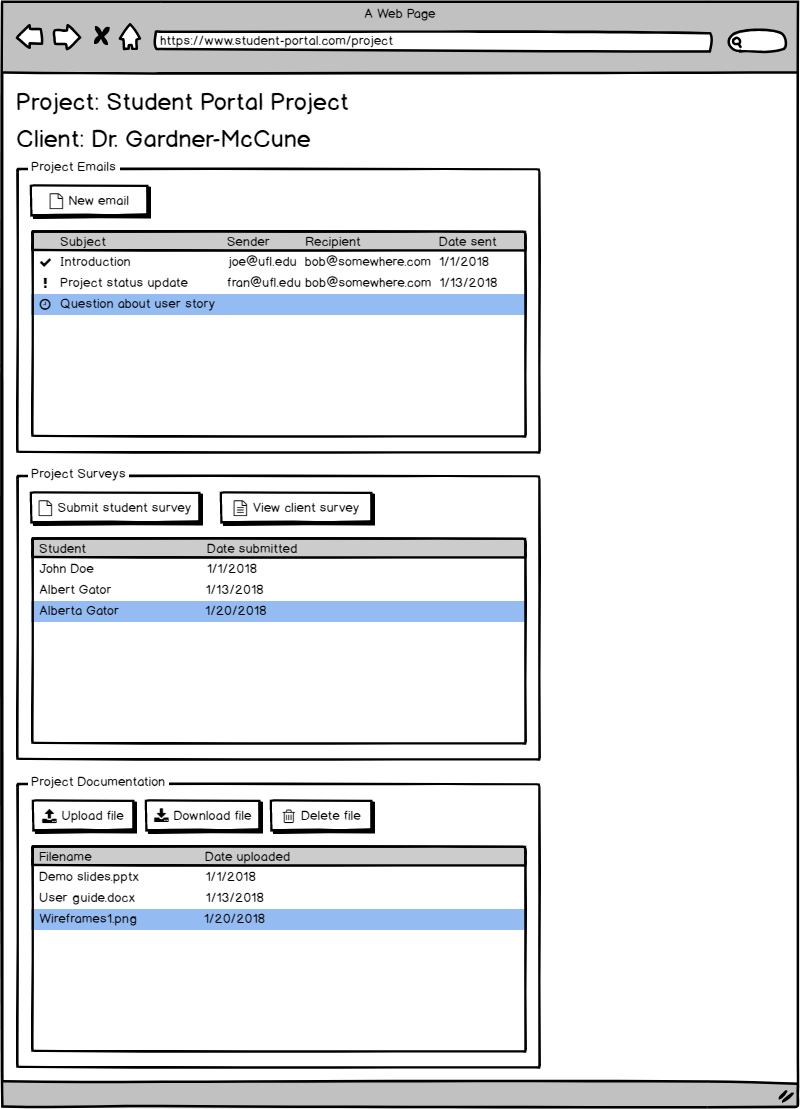 A Web Page
https://www.student-portal.com/project
Project: Student Portal Project
Client: Dr. Gardner-McCune
Project Emails
New email
Subject Sender Recipient Date sent
Introduction joe@ufl.edu bob@somewhere.com 1/1/2018
Project status update fran@ufl.edu bob@somewhere.com 1/13/2018
Question about user story
Project Surveys
Submit student survey View client survey
Student Date submitted
John Doe 1/1/2018
Albert Gator 1/13/2018
Alberta Gator 1/20/2018
Project Documentation
Upload file Download file Delete file
Filename Date uploaded
Demo slides.pptx 1/1/2018
User guide.docx 1/13/2018
Wireframes1.png 1/20/2018